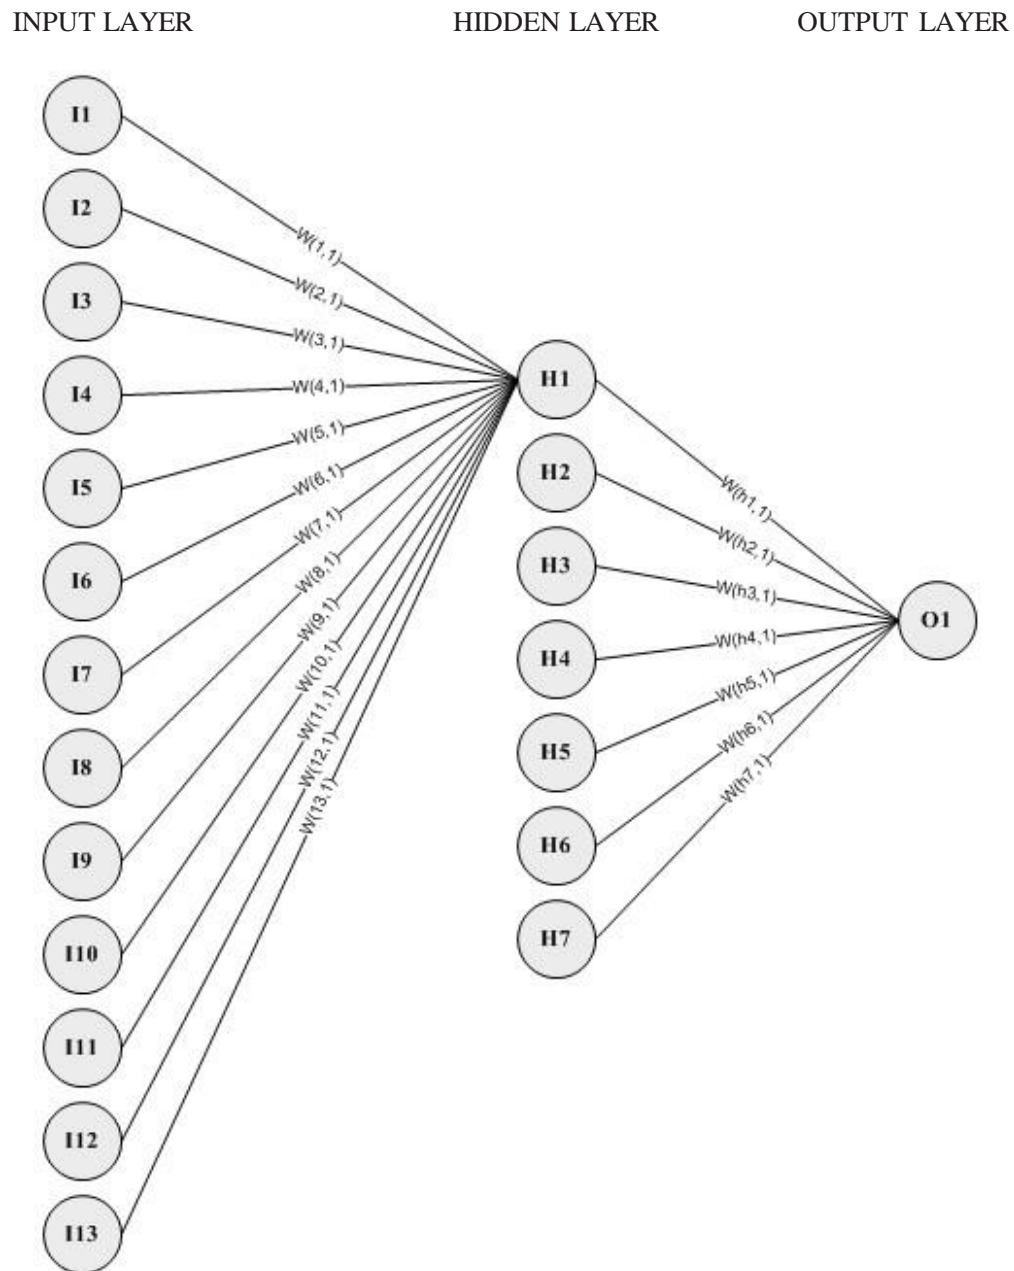 INPUT LAYER HIDDEN LAYER OUTPUT LAYER
I1
I2
I3
I4
I5
I6
I7
I8
I9
I10
I11
I12
I13
W(1,1)
W(2,1)
W(3,1)
W(4,1)
W(5,1)
W(6,1)
W(7,1)
W(8,1)
W(9,1)
W(10,1)
W(11,1)
W(12,1)
W(13,1)
H1
H2
H3
H4
H5
H6
H7
W(h1,1)
W(h2,1)
W(h3,1)
W(h4,1)
W(h5,1)
W(h6,1)
W(h7,1)
O1